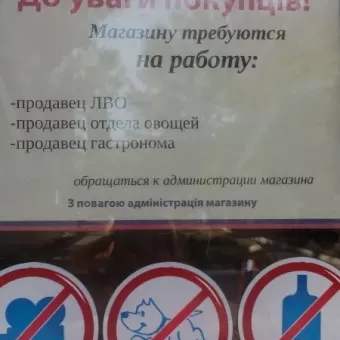 До уваги покупців!
Магазину требуются
на работу:
-продавец ЛВО
-продавец отдела овощей
-продавец гастронома
обращаться к администрации магазина
З повагою адміністрація магазину